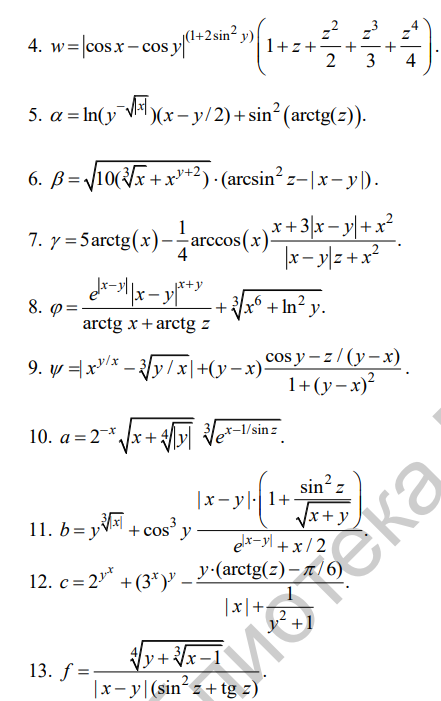 4. w = |cos x − cos y|^(1+2sin² y) (1 + z + z²/2 + z³/3 + z⁴/4).
5. α = ln(y^(−√|x|))(x − y/2) + sin²(arctg(z)).
6. β = √(10(∛x + x^(y+2))) · (arcsin² z − |x − y|).
7. γ = 5arctg(x) − 1/4 arccos(x) (x + 3|x − y| + x²)/(|x − y|z + x²).
8. φ = (e^|x−y| |x − y|^(x+y))/(arctg x + arctg z) + ∛(x⁶ + ln² y).
9. ψ = |x^(y/x) − ∛(y / x)| + (y − x) (cos y − z / (y − x))/(1 + (y − x)²).
10. a = 2^(−x) √(x + ∜|y|) ∛(e^(x−1/sin z)).
11. b = y^(∛|x|) + cos³ y (|x − y|·(1 + sin² z/√(x + y)))/(e^|x−y| + x / 2).
12. c = 2^(y^x) + (3^x)^y − (y·(arctg(z) − π / 6))/(|x| + 1/(y² + 1)).
13. f = ∜(y + ∛(x − 1))/(|x − y|(sin² z + tg z)).
лиотека